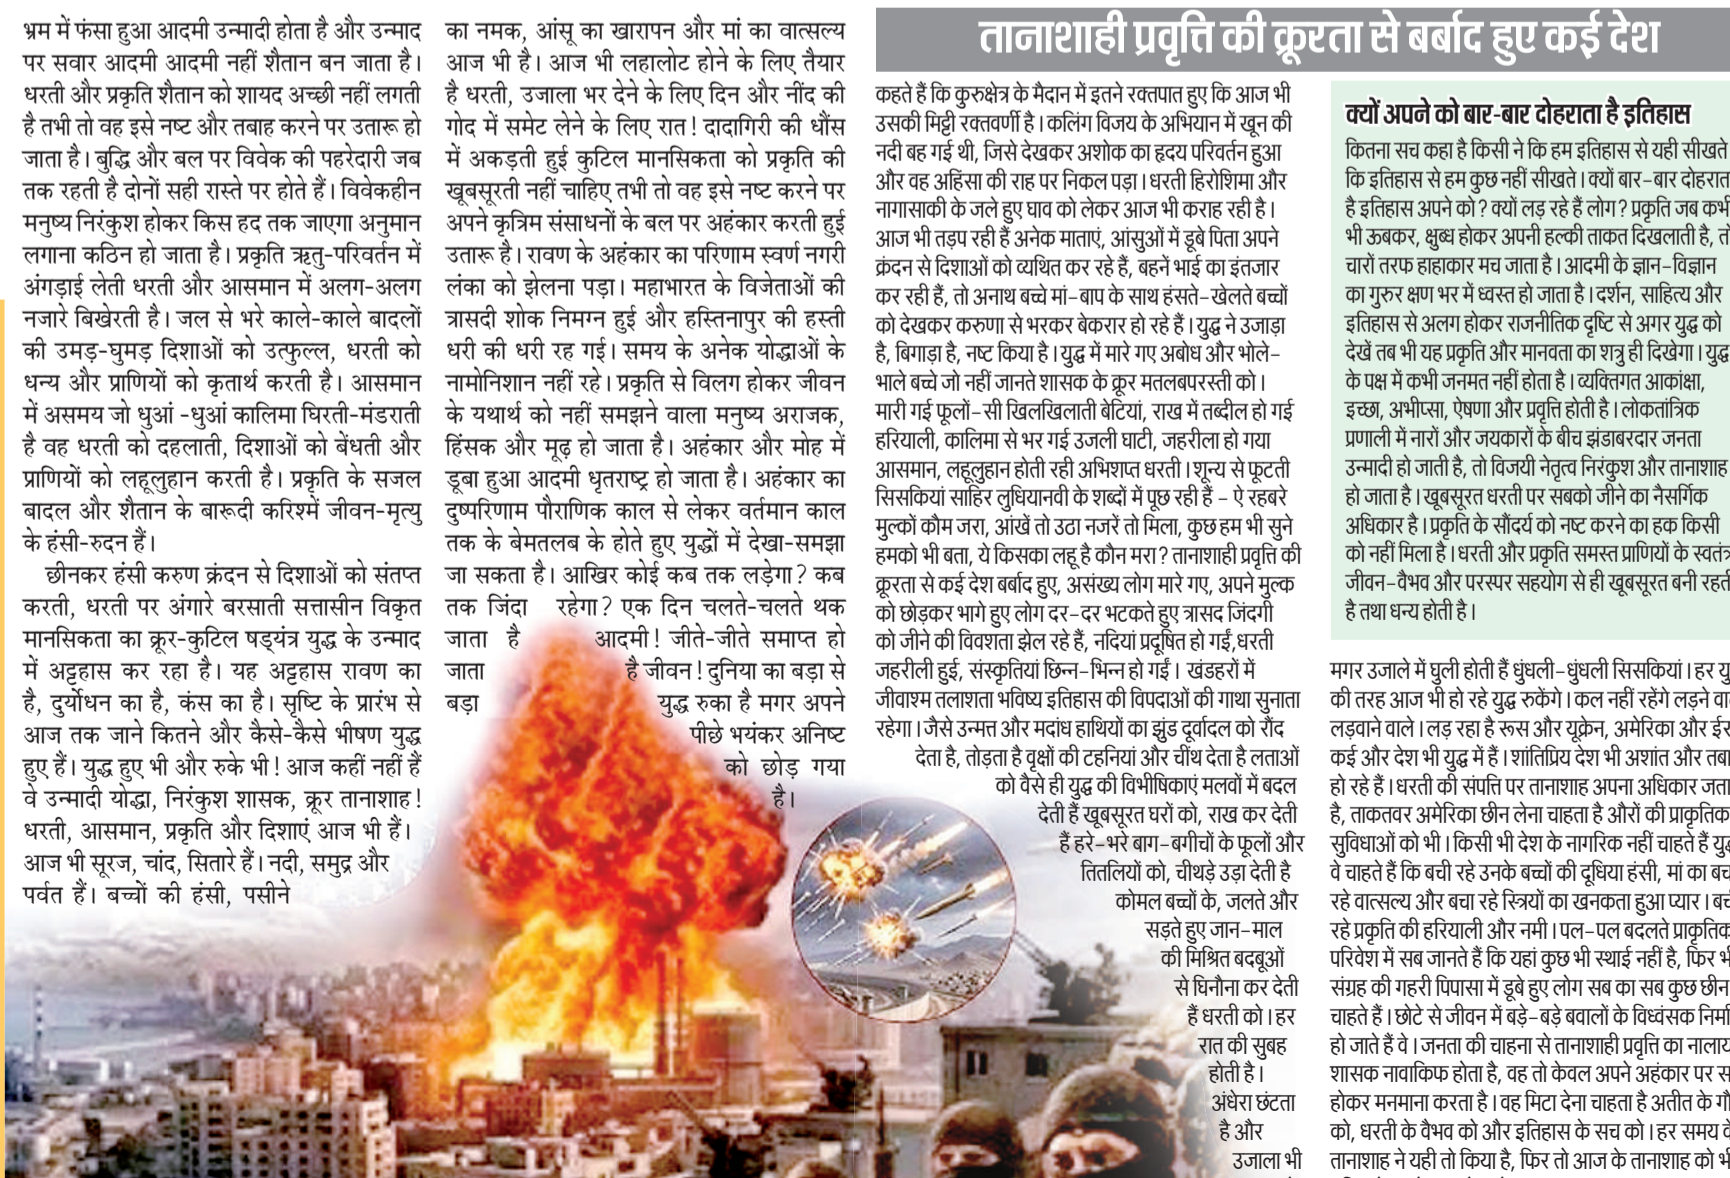 भ्रम में फंसा हुआ आदमी उन्मादी होता है और उन्माद
पर सवार आदमी आदमी नहीं शैतान बन जाता है।
धरती और प्रकृति शैतान को शायद अच्छी नहीं लगती
है तभी तो वह इसे नष्ट और तबाह करने पर उतारू हो
जाता है। बुद्धि और बल पर विवेक की पहरेदारी जब
तक रहती है दोनों सही रास्ते पर होते हैं। विवेकहीन
मनुष्य निरंकुश होकर किस हद तक जाएगा अनुमान
लगाना कठिन हो जाता है। प्रकृति ऋतु-परिवर्तन में
अंगड़ाई लेती धरती और आसमान में अलग-अलग
नजारे बिखेरती है। जल से भरे काले-काले बादलों
की उमड़-घुमड़ दिशाओं को उत्फुल्ल, धरती को
धन्य और प्राणियों को कृतार्थ करती है। आसमान
में असमय जो धुआं -धुआं कालिमा घिरती-मंडराती
है वह धरती को दहलाती, दिशाओं को बेंधती और
प्राणियों को लहूलुहान करती है। प्रकृति के सजल
बादल और शैतान के बारूदी करिश्में जीवन-मृत्यु
के हंसी-रुदन हैं।
छीनकर हंसी करुण क्रंदन से दिशाओं को संतप्त
करती, धरती पर अंगारे बरसाती सत्तासीन विकृत
मानसिकता का क्रूर-कुटिल षड्यंत्र युद्ध के उन्माद
में अट्टहास कर रहा है। यह अट्टहास रावण का
है, दुर्योधन का है, कंस का है। सृष्टि के प्रारंभ से
आज तक जाने कितने और कैसे-कैसे भीषण युद्ध
हुए हैं। युद्ध हुए भी और रुके भी! आज कहीं नहीं हैं
वे उन्मादी योद्धा, निरंकुश शासक, क्रूर तानाशाह!
धरती, आसमान, प्रकृति और दिशाएं आज भी हैं।
आज भी सूरज, चांद, सितारे हैं। नदी, समुद्र और
पर्वत हैं। बच्चों की हंसी, पसीने
का नमक, आंसू का खारापन और मां का वात्सल्य
आज भी है। आज भी लहालोट होने के लिए तैयार
है धरती, उजाला भर देने के लिए दिन और नींद की
गोद में समेट लेने के लिए रात! दादागिरी की धौंस
में अकड़ती हुई कुटिल मानसिकता को प्रकृति की
खूबसूरती नहीं चाहिए तभी तो वह इसे नष्ट करने पर
अपने कृत्रिम संसाधनों के बल पर अहंकार करती हुई
उतारू है। रावण के अहंकार का परिणाम स्वर्ण नगरी
लंका को झेलना पड़ा। महाभारत के विजेताओं की
त्रासदी शोक निमग्न हुई और हस्तिनापुर की हस्ती
धरी की धरी रह गई। समय के अनेक योद्धाओं के
नामोनिशान नहीं रहे। प्रकृति से विलग होकर जीवन
के यथार्थ को नहीं समझने वाला मनुष्य अराजक,
हिंसक और मूढ़ हो जाता है। अहंकार और मोह में
डूबा हुआ आदमी धृतराष्ट्र हो जाता है। अहंकार का
दुष्परिणाम पौराणिक काल से लेकर वर्तमान काल
तक के बेमतलब के होते हुए युद्धों में देखा-समझा
जा सकता है। आखिर कोई कब तक लड़ेगा? कब
तक जिंदा रहेगा? एक दिन चलते-चलते थक
जाता है आदमी! जीते-जीते समाप्त हो
जाता है जीवन! दुनिया का बड़ा से
बड़ा युद्ध रुका है मगर अपने
पीछे भयंकर अनिष्ट
को छोड़ गया
है।
तानाशाही प्रवृत्ति की क्रूरता से बर्बाद हुए कई देश
कहते हैं कि कुरुक्षेत्र के मैदान में इतने रक्तपात हुए कि आज भी
उसकी मिट्टी रक्तवर्णी है। कलिंग विजय के अभियान में खून की
नदी बह गई थी, जिसे देखकर अशोक का हृदय परिवर्तन हुआ
और वह अहिंसा की राह पर निकल पड़ा। धरती हिरोशिमा और
नागासाकी के जले हुए घाव को लेकर आज भी कराह रही है।
आज भी तड़प रही हैं अनेक माताएं, आंसुओं में डूबे पिता अपने
क्रंदन से दिशाओं को व्यथित कर रहे हैं, बहनें भाई का इंतजार
कर रही हैं, तो अनाथ बच्चे मां-बाप के साथ हंसते-खेलते बच्चों
को देखकर करुणा से भरकर बेकरार हो रहे हैं। युद्ध ने उजाड़ा
है, बिगाड़ा है, नष्ट किया है। युद्ध में मारे गए अबोध और भोले-
भाले बच्चे जो नहीं जानते शासक के क्रूर मतलबपरस्ती को।
मारी गई फूलों-सी खिलखिलाती बेटियां, राख में तब्दील हो गई
हरियाली, कालिमा से भर गई उजली घाटी, जहरीला हो गया
आसमान, लहूलुहान होती रही अभिशप्त धरती। शून्य से फूटती
सिसकियां साहिर लुधियानवी के शब्दों में पूछ रही हैं - ऐ रहबरे
मुल्कों कौम जरा, आंखें तो उठा नजरें तो मिला, कुछ हम भी सुने
हमको भी बता, ये किसका लहू है कौन मरा? तानाशाही प्रवृत्ति की
क्रूरता से कई देश बर्बाद हुए, असंख्य लोग मारे गए, अपने मुल्क
को छोड़कर भागे हुए लोग दर-दर भटकते हुए त्रासद जिंदगी
को जीने की विवशता झेल रहे हैं, नदियां प्रदूषित हो गईं,धरती
जहरीली हुई, संस्कृतियां छिन्न-भिन्न हो गईं। खंडहरों में
जीवाश्म तलाशता भविष्य इतिहास की विपदाओं की गाथा सुनाता
रहेगा। जैसे उन्मत्त और मदांध हाथियों का झुंड दूर्वादल को रौंद
देता है, तोड़ता है वृक्षों की टहनियां और चींथ देता है लताओं
को वैसे ही युद्ध की विभीषिकाएं मलवों में बदल
देती हैं खूबसूरत घरों को, राख कर देती
हैं हरे-भरे बाग-बगीचों के फूलों और
तितलियों को, चीथड़े उड़ा देती है
कोमल बच्चों के, जलते और
सड़ते हुए जान-माल
की मिश्रित बदबूओं
से घिनौना कर देती
हैं धरती को। हर
रात की सुबह
होती है।
अंधेरा छंटता
है और
उजाला भी
क्यों अपने को बार-बार दोहराता है इतिहास
कितना सच कहा है किसी ने कि हम इतिहास से यही सीखते
कि इतिहास से हम कुछ नहीं सीखते। क्यों बार-बार दोहरात
है इतिहास अपने को? क्यों लड़ रहे हैं लोग? प्रकृति जब कभी
भी ऊबकर, क्षुब्ध होकर अपनी हल्की ताकत दिखलाती है, तो
चारों तरफ हाहाकार मच जाता है। आदमी के ज्ञान-विज्ञान
का गुरुर क्षण भर में ध्वस्त हो जाता है। दर्शन, साहित्य और
इतिहास से अलग होकर राजनीतिक दृष्टि से अगर युद्ध को
देखें तब भी यह प्रकृति और मानवता का शत्रु ही दिखेगा। युद्ध
के पक्ष में कभी जनमत नहीं होता है। व्यक्तिगत आकांक्षा,
इच्छा, अभीप्सा, ऐषणा और प्रवृत्ति होती है। लोकतांत्रिक
प्रणाली में नारों और जयकारों के बीच झंडाबरदार जनता
उन्मादी हो जाती है, तो विजयी नेतृत्व निरंकुश और तानाशाह
हो जाता है। खूबसूरत धरती पर सबको जीने का नैसर्गिक
अधिकार है। प्रकृति के सौंदर्य को नष्ट करने का हक किसी
को नहीं मिला है। धरती और प्रकृति समस्त प्राणियों के स्वतंत्र
जीवन-वैभव और परस्पर सहयोग से ही खूबसूरत बनी रहती
है तथा धन्य होती है।
मगर उजाले में घुली होती हैं धुंधली-धुंधली सिसकियां। हर
की तरह आज भी हो रहे युद्ध रुकेंगे। कल नहीं रहेंगे लड़ने
लड़वाने वाले। लड़ रहा है रूस और यूक्रेन, अमेरिका और
कई और देश भी युद्ध में हैं। शांतिप्रिय देश भी अशांत और
हो रहे हैं। धरती की संपत्ति पर तानाशाह अपना अधिकार
है, ताकतवर अमेरिका छीन लेना चाहता है औरों की प्राकृतिक
सुविधाओं को भी। किसी भी देश के नागरिक नहीं चाहते हैं
वे चाहते हैं कि बची रहे उनके बच्चों की दूधिया हंसी, मां का
रहे वात्सल्य और बचा रहे स्त्रियों का खनकता हुआ प्यार।
रहे प्रकृति की हरियाली और नमी। पल-पल बदलते प्राकृतिक
परिवेश में सब जानते हैं कि यहां कुछ भी स्थाई नहीं है, फिर
संग्रह की गहरी पिपासा में डूबे हुए लोग सब का सब कुछ
चाहते हैं। छोटे से जीवन में बड़े-बड़े बवालों के विध्वंसक
हो जाते हैं वे। जनता की चाहना से तानाशाही प्रवृत्ति का
शासक नावाकिफ होता है, वह तो केवल अपने अहंकार पर
होकर मनमाना करता है। वह मिटा देना चाहता है अतीत के
को, धरती के वैभव को और इतिहास के सच को। हर समय
तानाशाह ने यही तो किया है, फिर तो आज के तानाशाह को